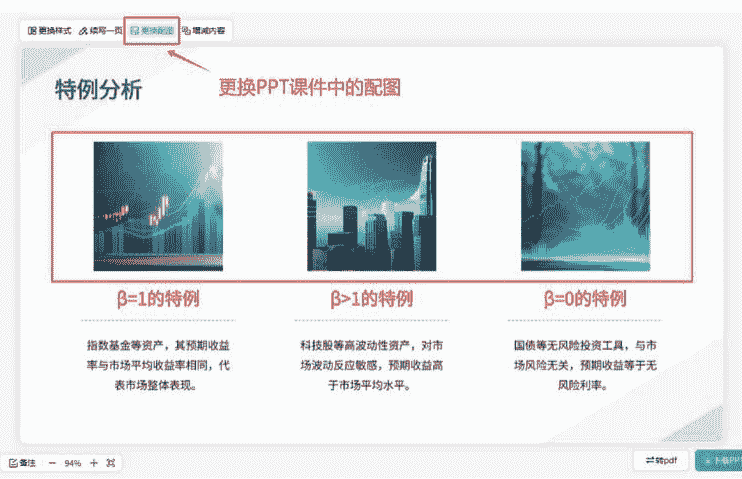 更换样式 续写一页 更换配图 增减内容
特例分析
更换PPT课件中的配图
β=1的特例
β>1的特例
β=0的特例
指数基金等资产，其预期收益
率与市场平均收益率相同，代
表市场整体表现。
科技股等高波动性资产，对市
场波动反应敏感，预期收益高
于市场平均水平。
国债等无风险投资工具，与市
场风险无关，预期收益等于无
风险利率。
备注 − 94% +
转pdf
下载PPT